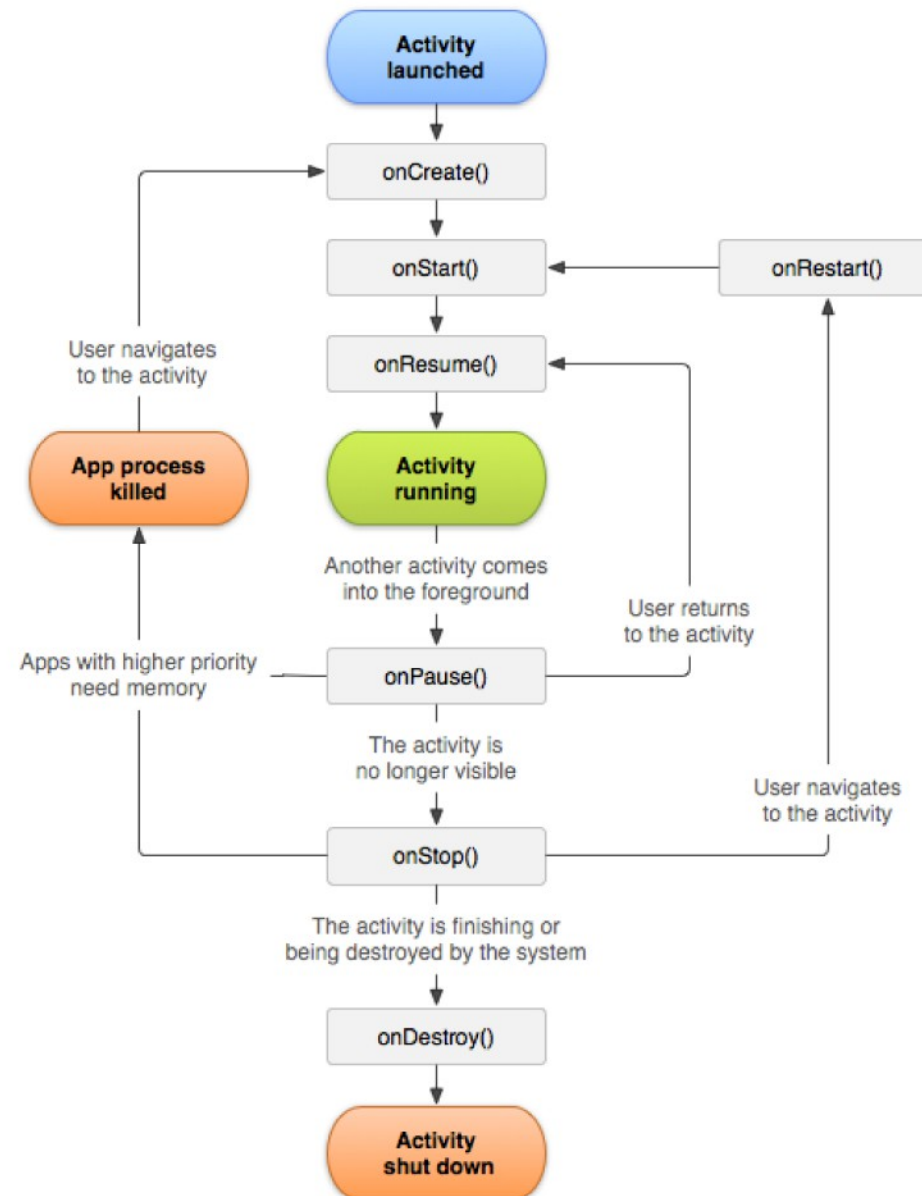 Activity
launched
onCreate()
onStart()
onRestart()
onResume()
User navigates
to the activity
App process
killed
Activity
running
Another activity comes
into the foreground
User returns
to the activity
Apps with higher priority
need memory
onPause()
The activity is
no longer visible
User navigates
to the activity
onStop()
The activity is finishing or
being destroyed by the system
onDestroy()
Activity
shut down